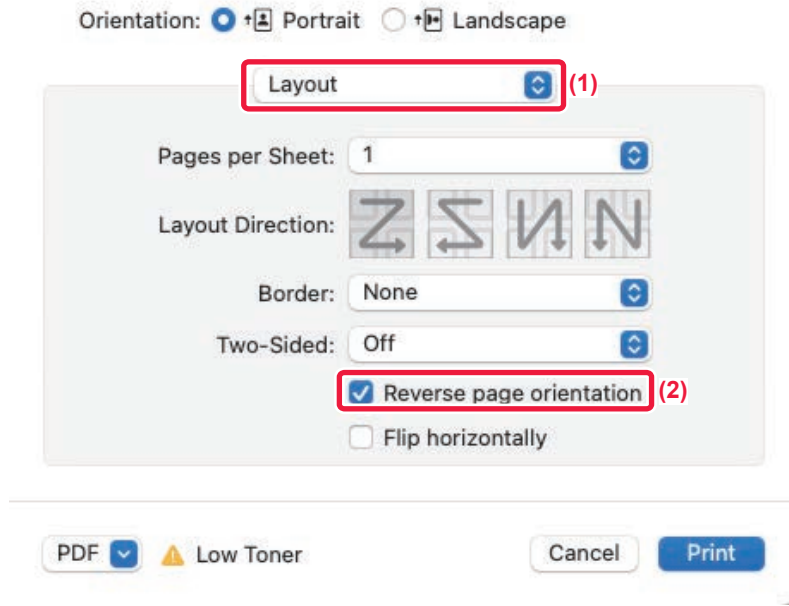 Orientation: Portrait Landscape
Layout (1)
Pages per Sheet: 1
Layout Direction:
Border: None
Two-Sided: Off
Reverse page orientation (2)
Flip horizontally
PDF Low Toner Cancel Print